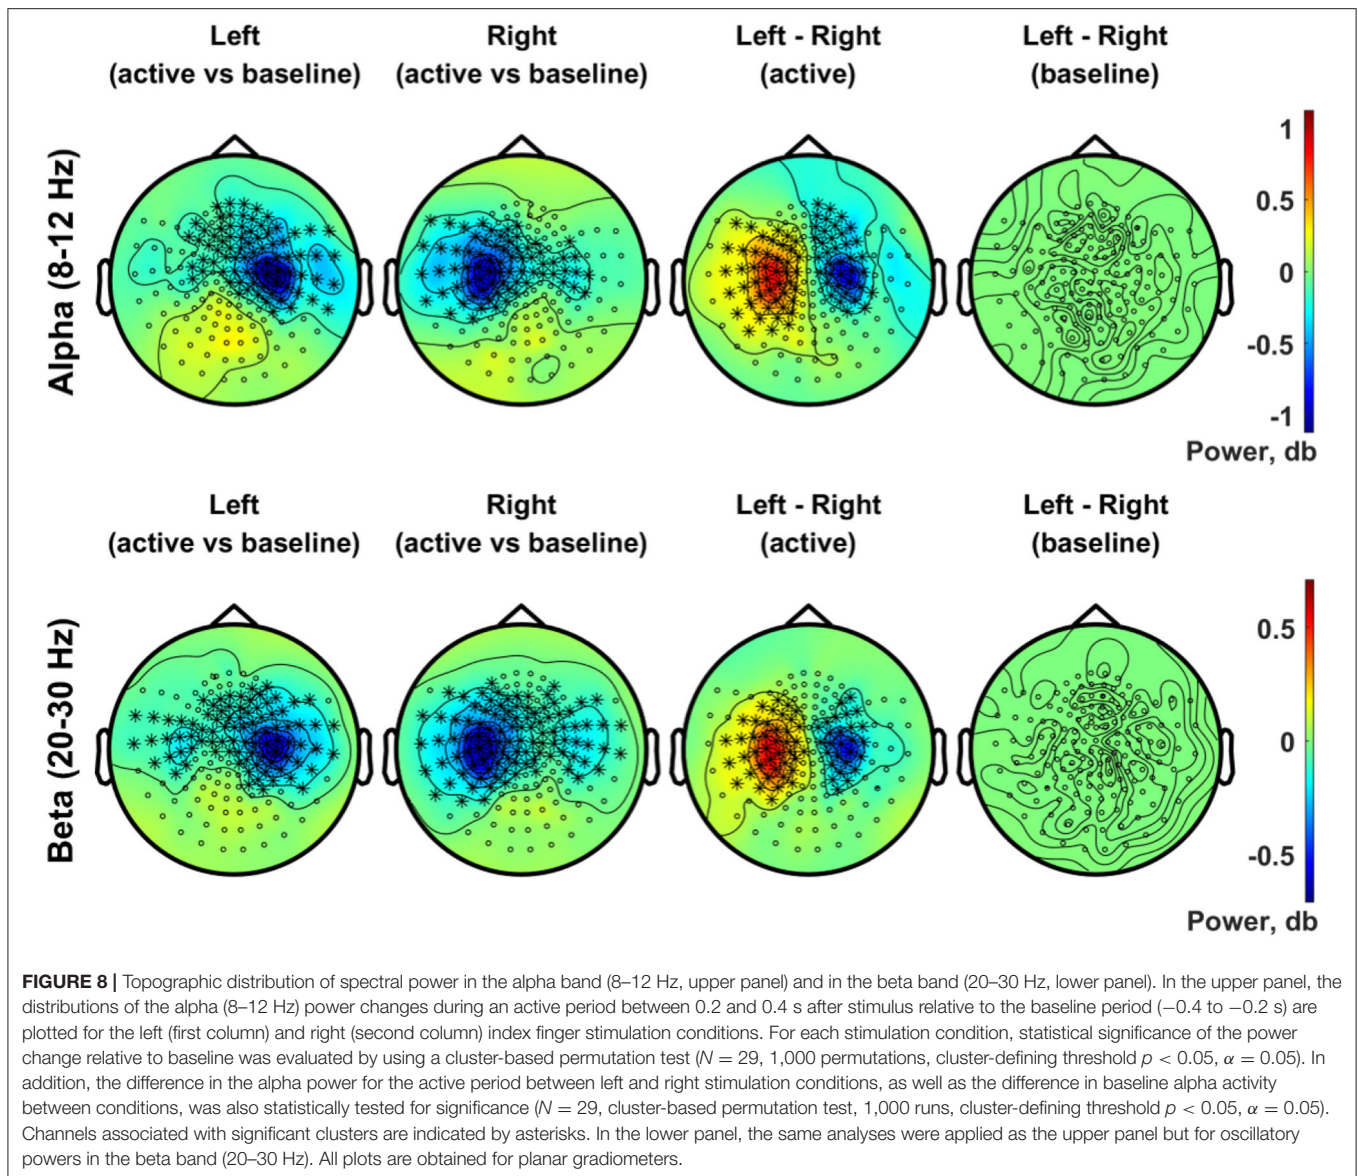 Left
(active vs baseline)
Right
(active vs baseline)
Left - Right
(active)
Left - Right
(baseline)
Alpha (8-12 Hz)
1
0.5
0
-0.5
-1
Power, db
Left
(active vs baseline)
Right
(active vs baseline)
Left - Right
(active)
Left - Right
(baseline)
Beta (20-30 Hz)
0.5
0
-0.5
Power, db
FIGURE 8 | Topographic distribution of spectral power in the alpha band (8–12 Hz, upper panel) and in the beta band (20–30 Hz, lower panel). In the upper panel, the
distributions of the alpha (8–12 Hz) power changes during an active period between 0.2 and 0.4 s after stimulus relative to the baseline period (−0.4 to −0.2 s) are
plotted for the left (first column) and right (second column) index finger stimulation conditions. For each stimulation condition, statistical significance of the power
change relative to baseline was evaluated by using a cluster-based permutation test (N = 29, 1,000 permutations, cluster-defining threshold p < 0.05, α = 0.05). In
addition, the difference in the alpha power for the active period between left and right stimulation conditions, as well as the difference in baseline alpha activity
between conditions, was also statistically tested for significance (N = 29, cluster-based permutation test, 1,000 runs, cluster-defining threshold p < 0.05, α = 0.05).
Channels associated with significant clusters are indicated by asterisks. In the lower panel, the same analyses were applied as the upper panel but for oscillatory
powers in the beta band (20–30 Hz). All plots are obtained for planar gradiometers.